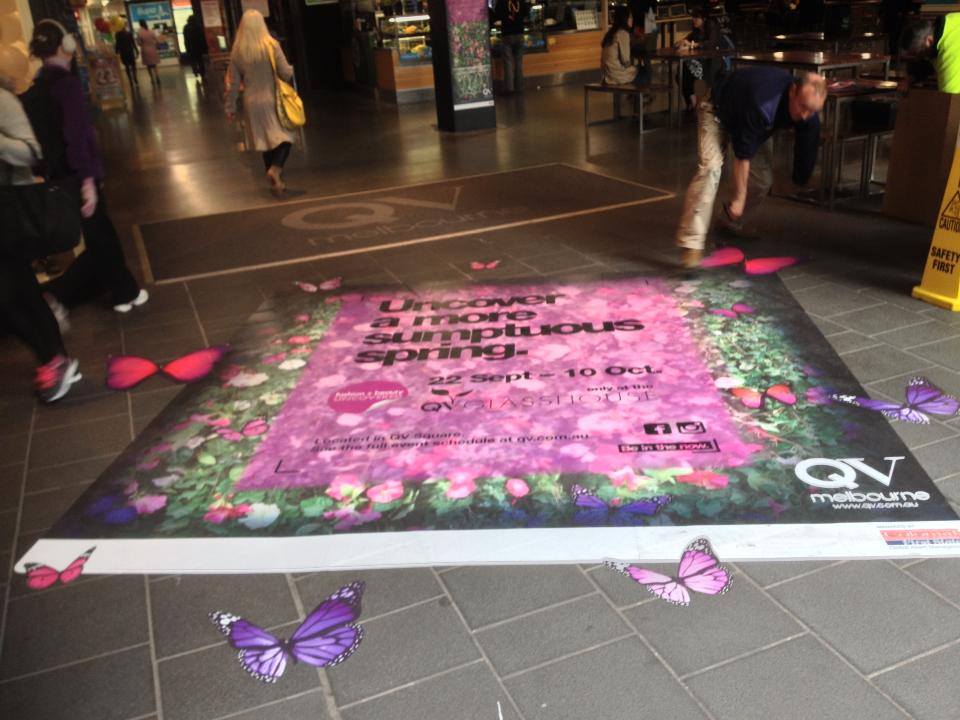 QV
melbourne
Uncover
a more
sumptuous
spring.
22 Sept – 10 Oct.
only at the
QV GLASSHOUSE
Located in QV Square.
full event schedule at qv.com.au.
Be in the now.
QV
melbourne
www.qv.com.au
CAUTION
SAFETY
FIRST